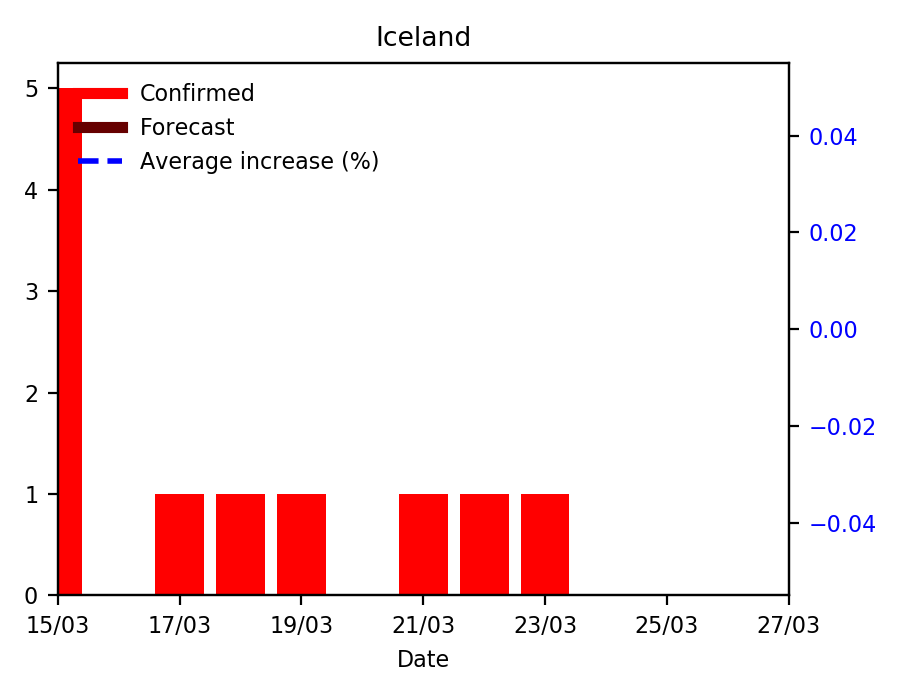 Iceland
Confirmed
Forecast
Average increase (%)
5
4
3
2
1
0
0.04
0.02
0.00
−0.02
−0.04
15/03 17/03 19/03 21/03 23/03 25/03 27/03
Date